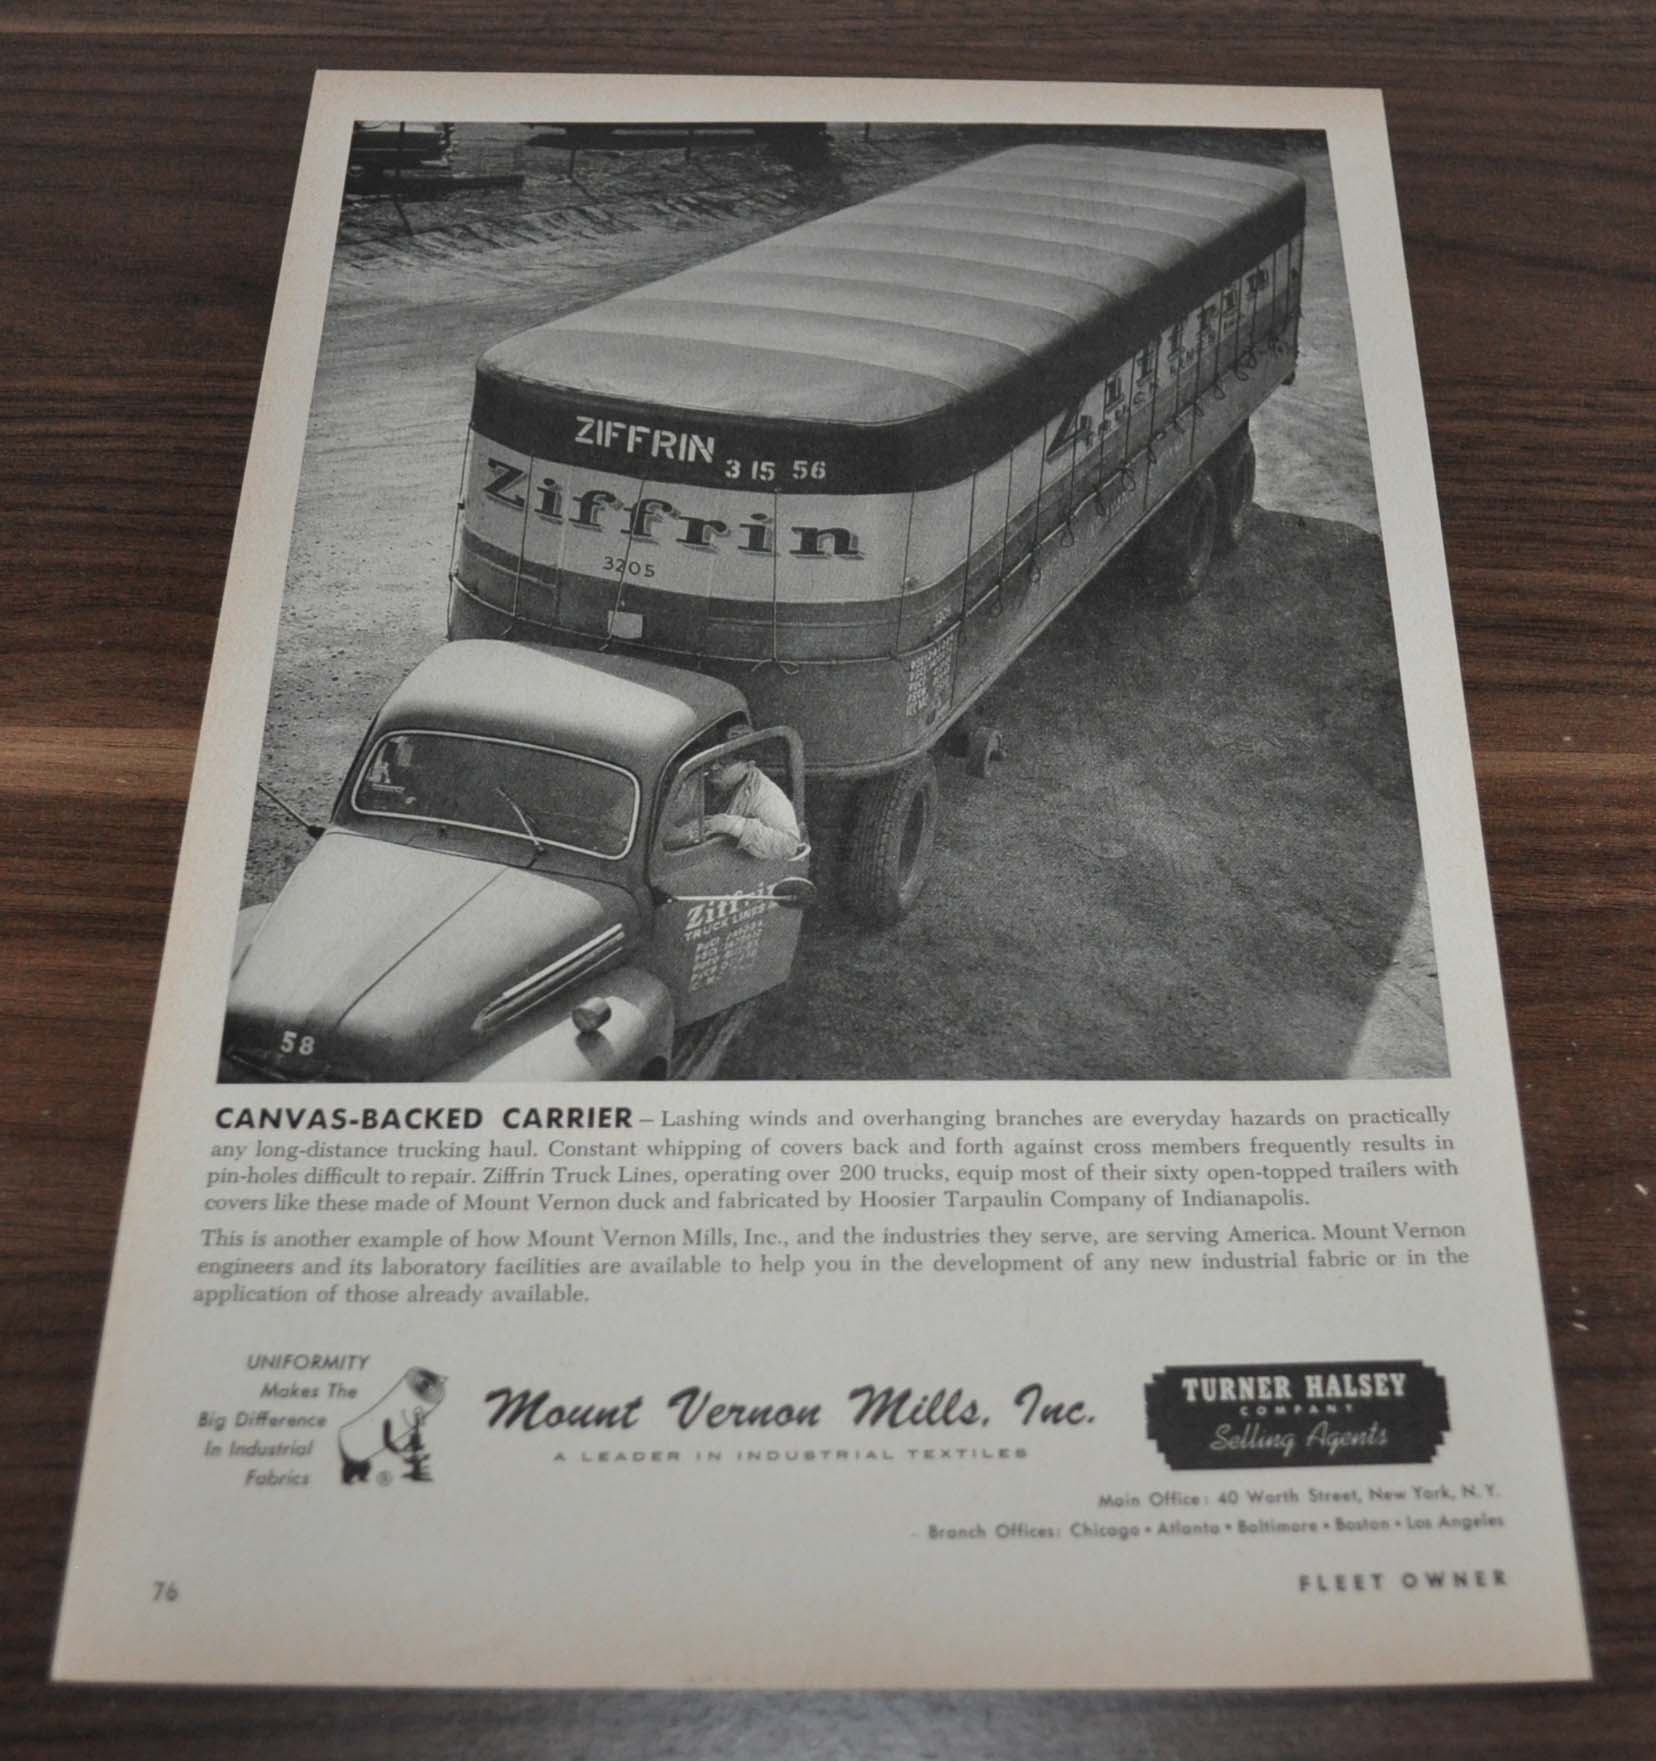 ZIFFRIN
3 15 56
Ziffrin
3205
Ziffrin
TRUCK LINES
Ziffrin
TRUCK LINES
58
CANVAS-BACKED CARRIER – Lashing winds and overhanging branches are everyday hazards on practically
any long-distance trucking haul. Constant whipping of covers back and forth against cross members frequently results in
pin-holes difficult to repair. Ziffrin Truck Lines, operating over 200 trucks, equip most of their sixty open-topped trailers with
covers like these made of Mount Vernon duck and fabricated by Hoosier Tarpaulin Company of Indianapolis.
This is another example of how Mount Vernon Mills, Inc., and the industries they serve, are serving America. Mount Vernon
engineers and its laboratory facilities are available to help you in the development of any new industrial fabric or in the
application of those already available.
UNIFORMITY
Makes The
Big Difference
In Industrial
Fabrics
®
Mount Vernon Mills, Inc.
A LEADER IN INDUSTRIAL TEXTILES
TURNER HALSEY
COMPANY
Selling Agents
Main Office: 40 Worth Street, New York, N. Y.
Branch Offices: Chicago • Atlanta • Baltimore • Boston • Los Angeles
76
FLEET OWNER